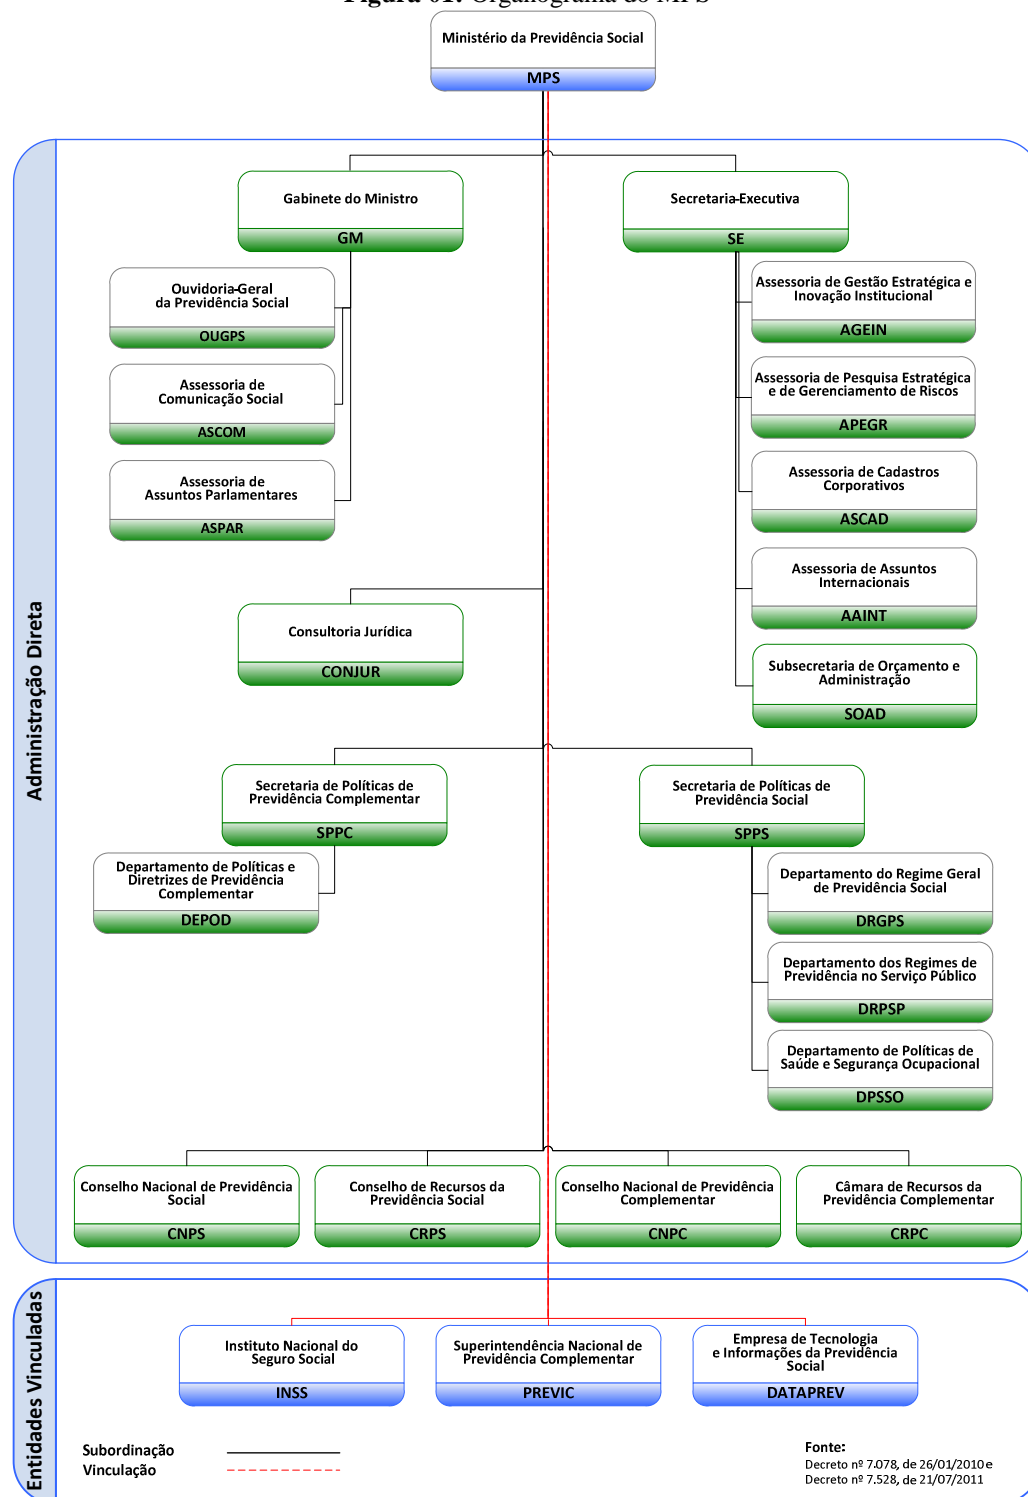 Figura 01: Organograma do MPS
Ministério da Previdência Social
MPS
Administração Direta
Gabinete do Ministro
GM
Secretaria-Executiva
SE
Ouvidoria-Geral
da Previdência Social
OUGPS
Assessoria de
Comunicação Social
ASCOM
Assessoria de
Assuntos Parlamentares
ASPAR
Assessoria de Gestão Estratégica e
Inovação Institucional
AGEIN
Assessoria de Pesquisa Estratégica
e de Gerenciamento de Riscos
APEGR
Assessoria de Cadastros
Corporativos
ASCAD
Assessoria de Assuntos
Internacionais
AAINT
Subsecretaria de Orçamento e
Administração
SOAD
Consultoria Jurídica
CONJUR
Secretaria de Políticas de
Previdência Complementar
SPPC
Departamento de Políticas e
Diretrizes de Previdência
Complementar
DEPOD
Secretaria de Políticas de
Previdência Social
SPPS
Departamento do Regime Geral
de Previdência Social
DRGPS
Departamento dos Regimes de
Previdência no Serviço Público
DRPSP
Departamento de Políticas de
Saúde e Segurança Ocupacional
DPSSO
Conselho Nacional de Previdência
Social
CNPS
Conselho de Recursos da
Previdência Social
CRPS
Conselho Nacional de Previdência
Complementar
CNPC
Câmara de Recursos da
Previdência Complementar
CRPC
Entidades Vinculadas
Instituto Nacional do
Seguro Social
INSS
Superintendência Nacional de
Previdência Complementar
PREVIC
Empresa de Tecnologia
e Informações da Previdência
Social
DATAPREV
Subordinação
Vinculação
Fonte:
Decreto nº 7.078, de 26/01/2010 e
Decreto nº 7.528, de 21/07/2011